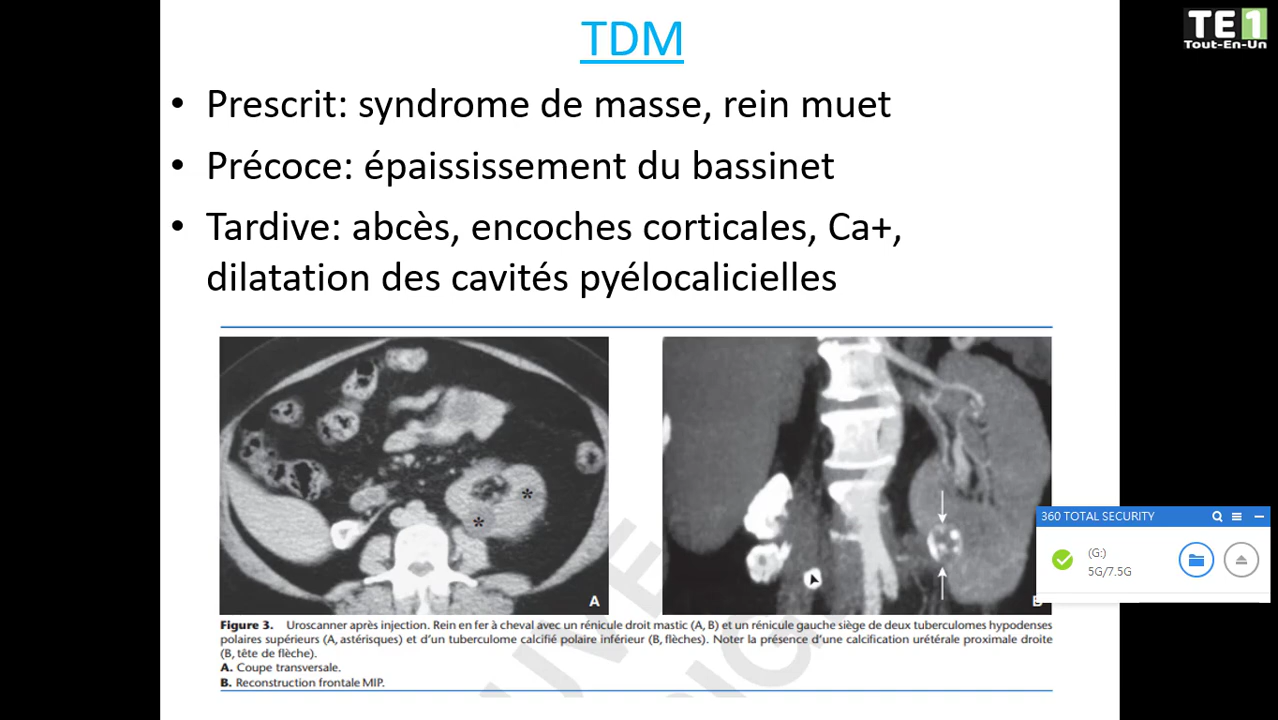 TDM
TE1
Tout-En-Un
• Prescrit: syndrome de masse, rein muet
• Précoce: épaississement du bassinet
• Tardive: abcès, encoches corticales, Ca+,
dilatation des cavités pyélocalicielles
* *
A
360 TOTAL SECURITY
(G:)
5G/7.5G
Figure 3. Uroscanner après injection. Rein en fer à cheval avec un rénicule droit mastic (A, B) et un rénicule gauche siège de deux tuberculomes hypodenses
polaires supérieurs (A, astérisques) et d'un tuberculome calcifié polaire inférieur (B, flèches). Noter la présence d'une calcification urétérale proximale droite
(B, tête de flèche).
A. Coupe transversale.
B. Reconstruction frontale MIP.